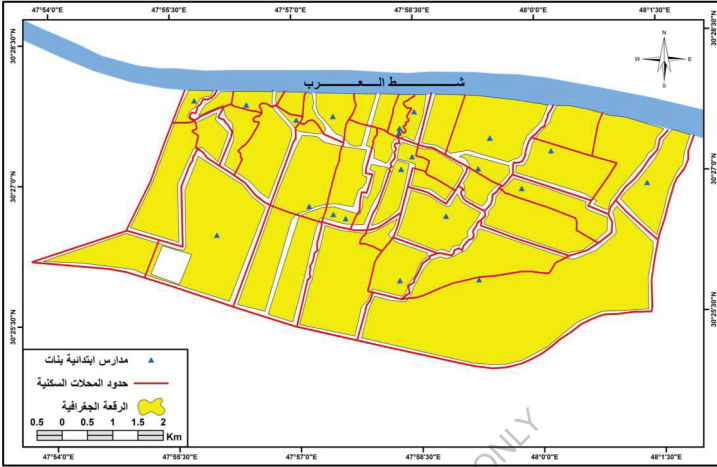 47°54'0"E 47°55'30"E 47°57'0"E 47°58'30"E 48°0'0"E 48°1'30"E
30°28'30"N 30°28'30"N
N
W E
S
شـــط الـــعـــرب
30°27'0"N 30°27'0"N
30°25'30"N 30°25'30"N
مدارس ابتدائية بنات
حدود المحلات السكنية
الرقعة الجغرافية
0.5 0 0.5 1 1.5 2
Km
ONLY
47°54'0"E 47°55'30"E 47°57'0"E 47°58'30"E 48°0'0"E 48°1'30"E